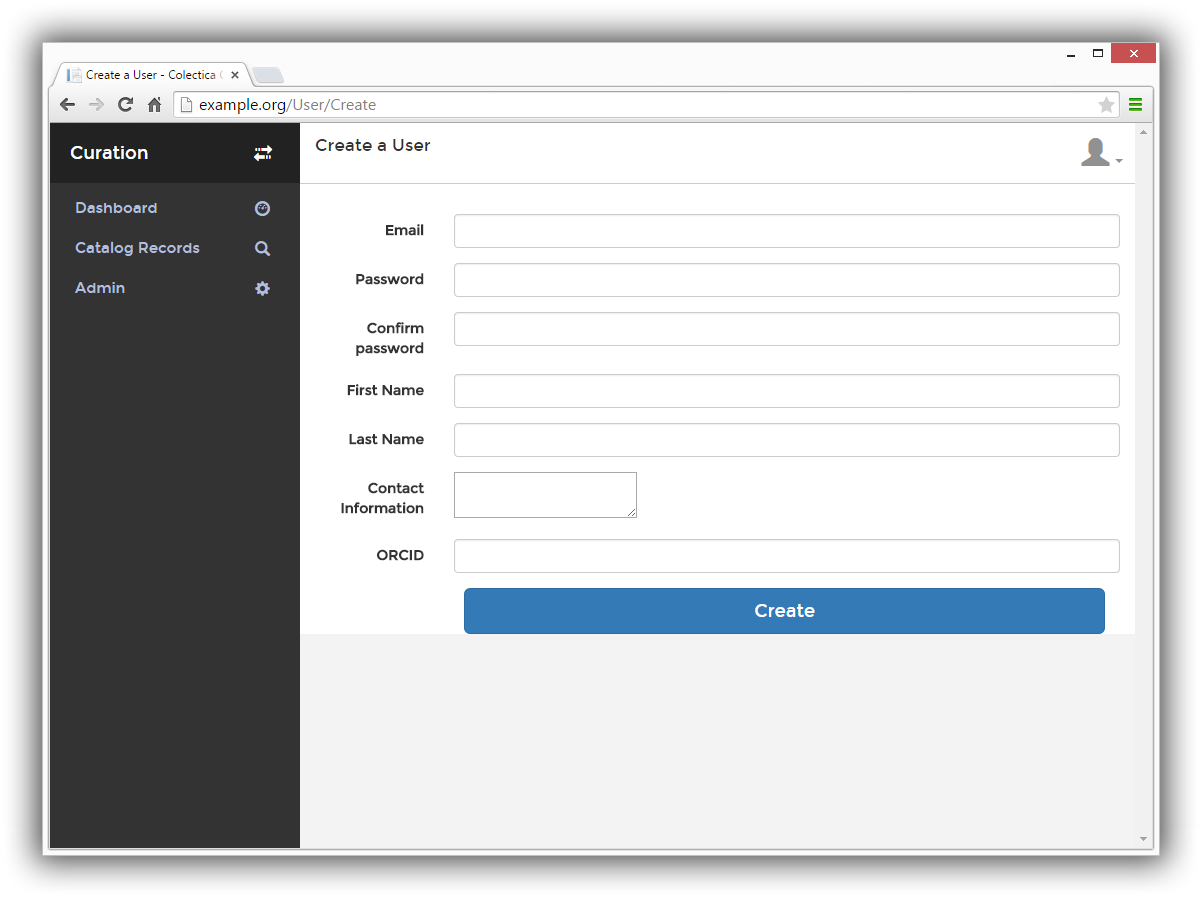 Create a User - Colectica
example.org/User/Create
Curation
Create a User
Dashboard
Catalog Records
Admin
Email
Password
Confirm
password
First Name
Last Name
Contact
Information
ORCID
Create